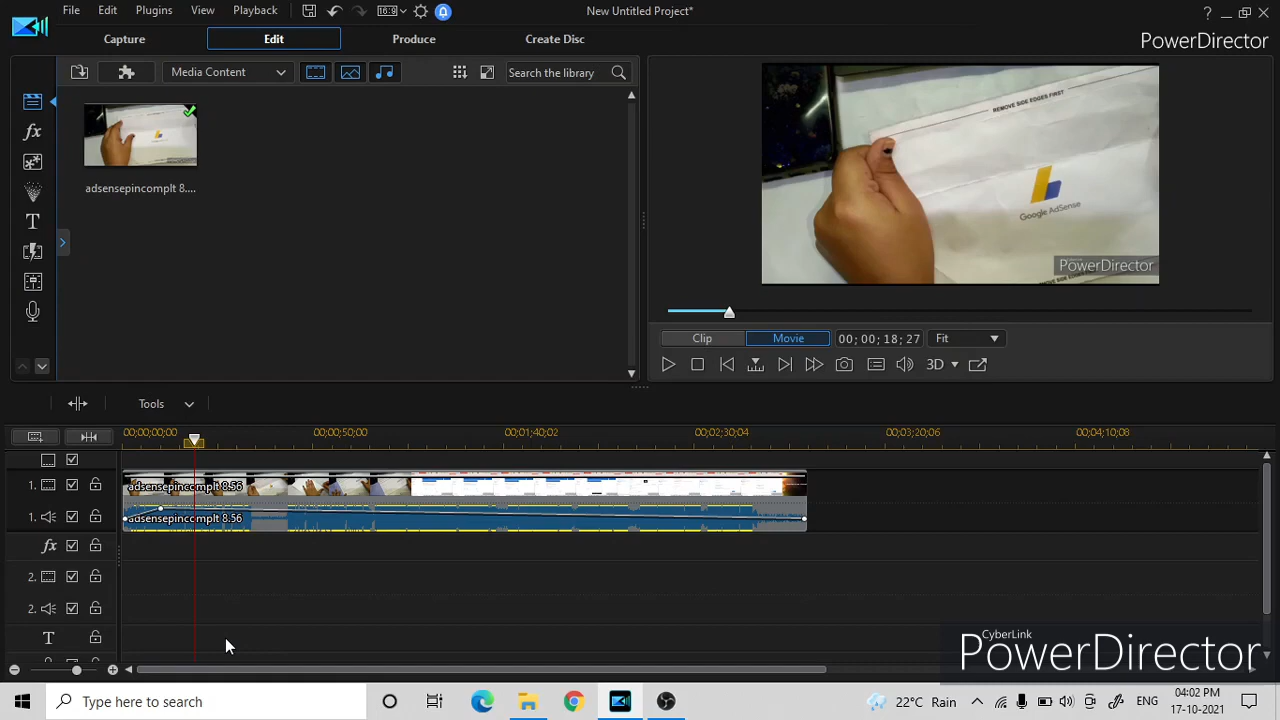 File Edit Plugins View Playback 16:9 New Untitled Project* ?
Capture Edit Produce Create Disc PowerDirector
Media Content Search the library
adsensepincomplt 8....
REMOVE SIDE EDGES FIRST
Google AdSense
PowerDirector
Clip Movie 00; 00; 18; 27 Fit
3D
Tools
00;00;00;00 00;00;50;00 00;01;40;02 00;02;30;04 00;03;20;06 00;04;10;08
1. adsensepincomplt 8.56
1. adsensepincomplt 8.56
fx
2.
2.
T
CyberLink
PowerDirector
Type here to search 22°C Rain ENG 04:02 PM
17-10-2021